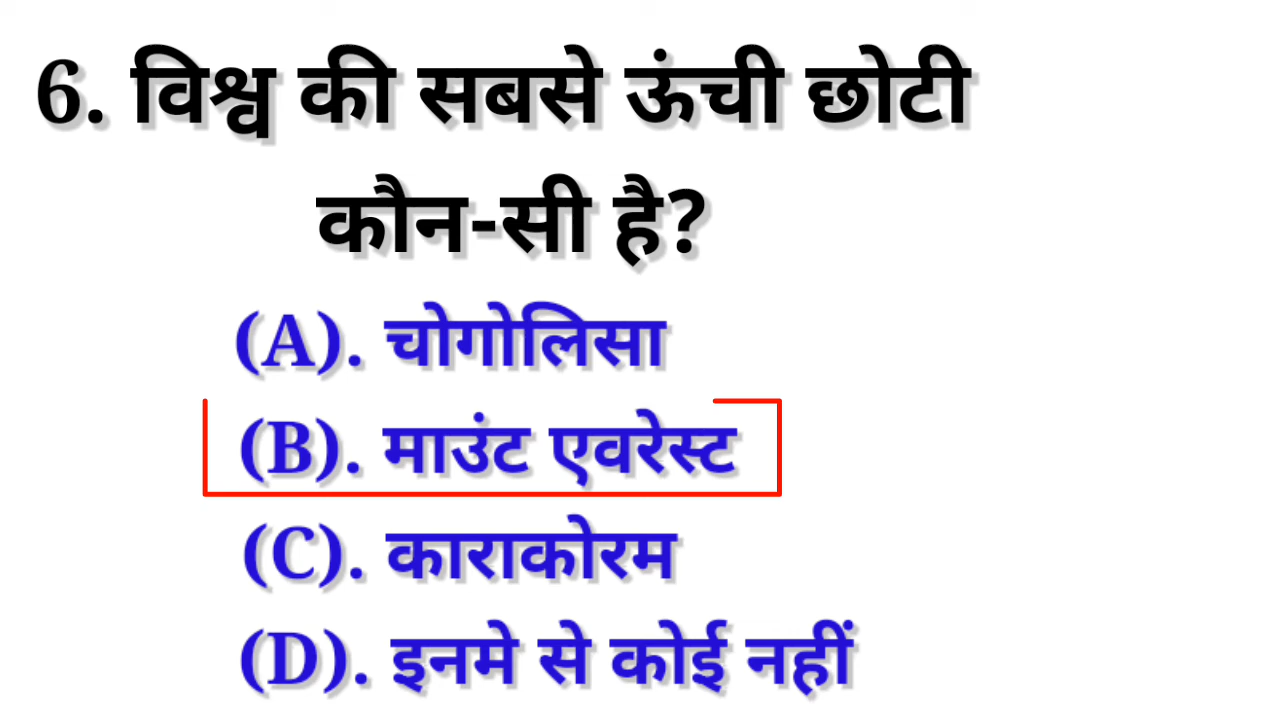 6. विश्व की सबसे ऊंची छोटी
कौन-सी है?
(A). चोगोलिसा
(B). माउंट एवरेस्ट
(C). काराकोरम
(D). इनमे से कोई नहीं